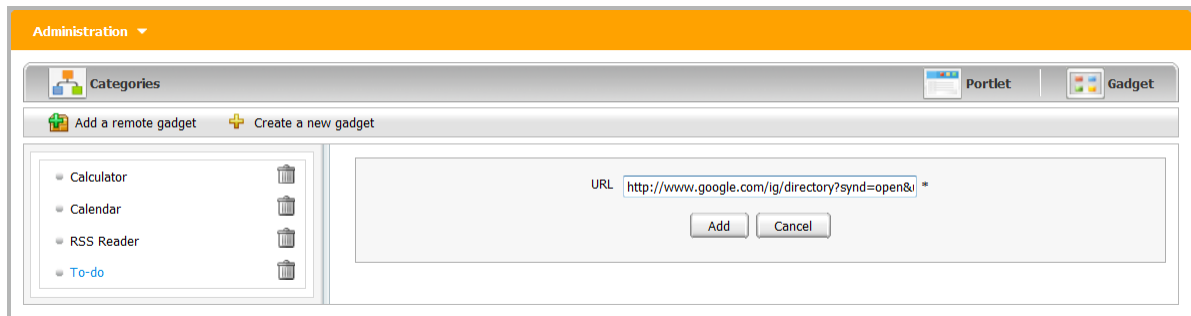 Administration
Categories Portlet Gadget
Add a remote gadget Create a new gadget
Calculator
Calendar
RSS Reader
To-do
URL http://www.google.com/ig/directory?synd=open& *
Add Cancel